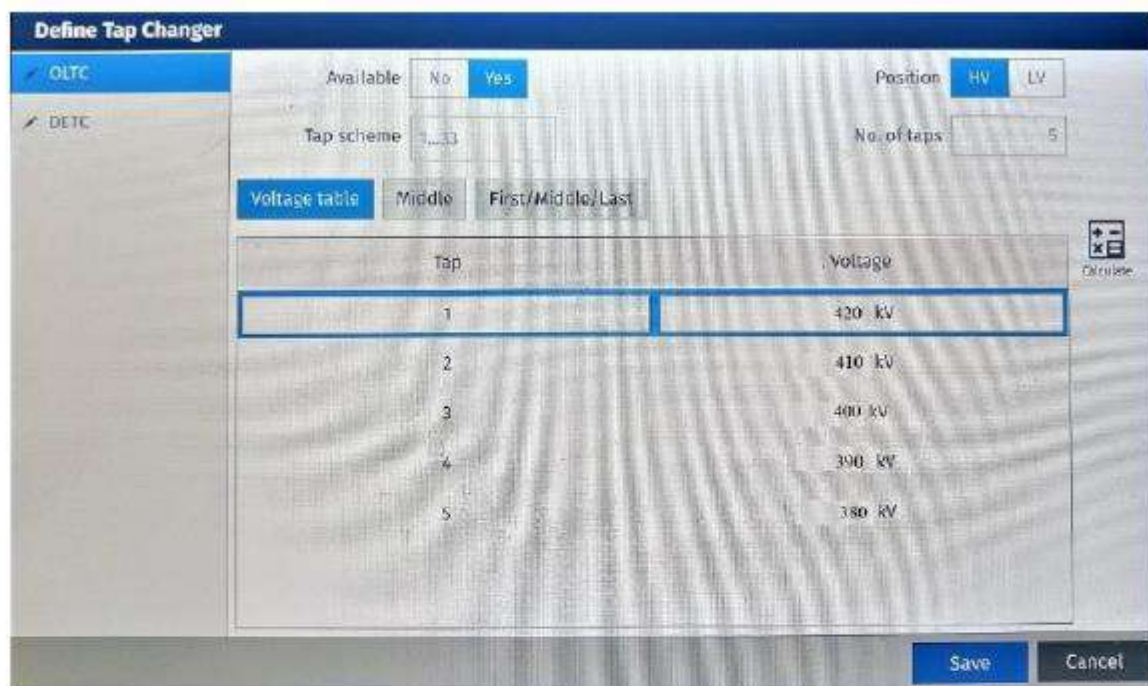 Define Tap Changer
OLTC
Available No Yes
Position HV LV
DETC
Tap scheme 1...33
No. of taps 5
Voltage table Middle First/Middle/Last
Calculate
Tap Voltage
1 420 kV
2 410 kV
3 400 kV
4 390 kV
5 380 kV
Save Cancel